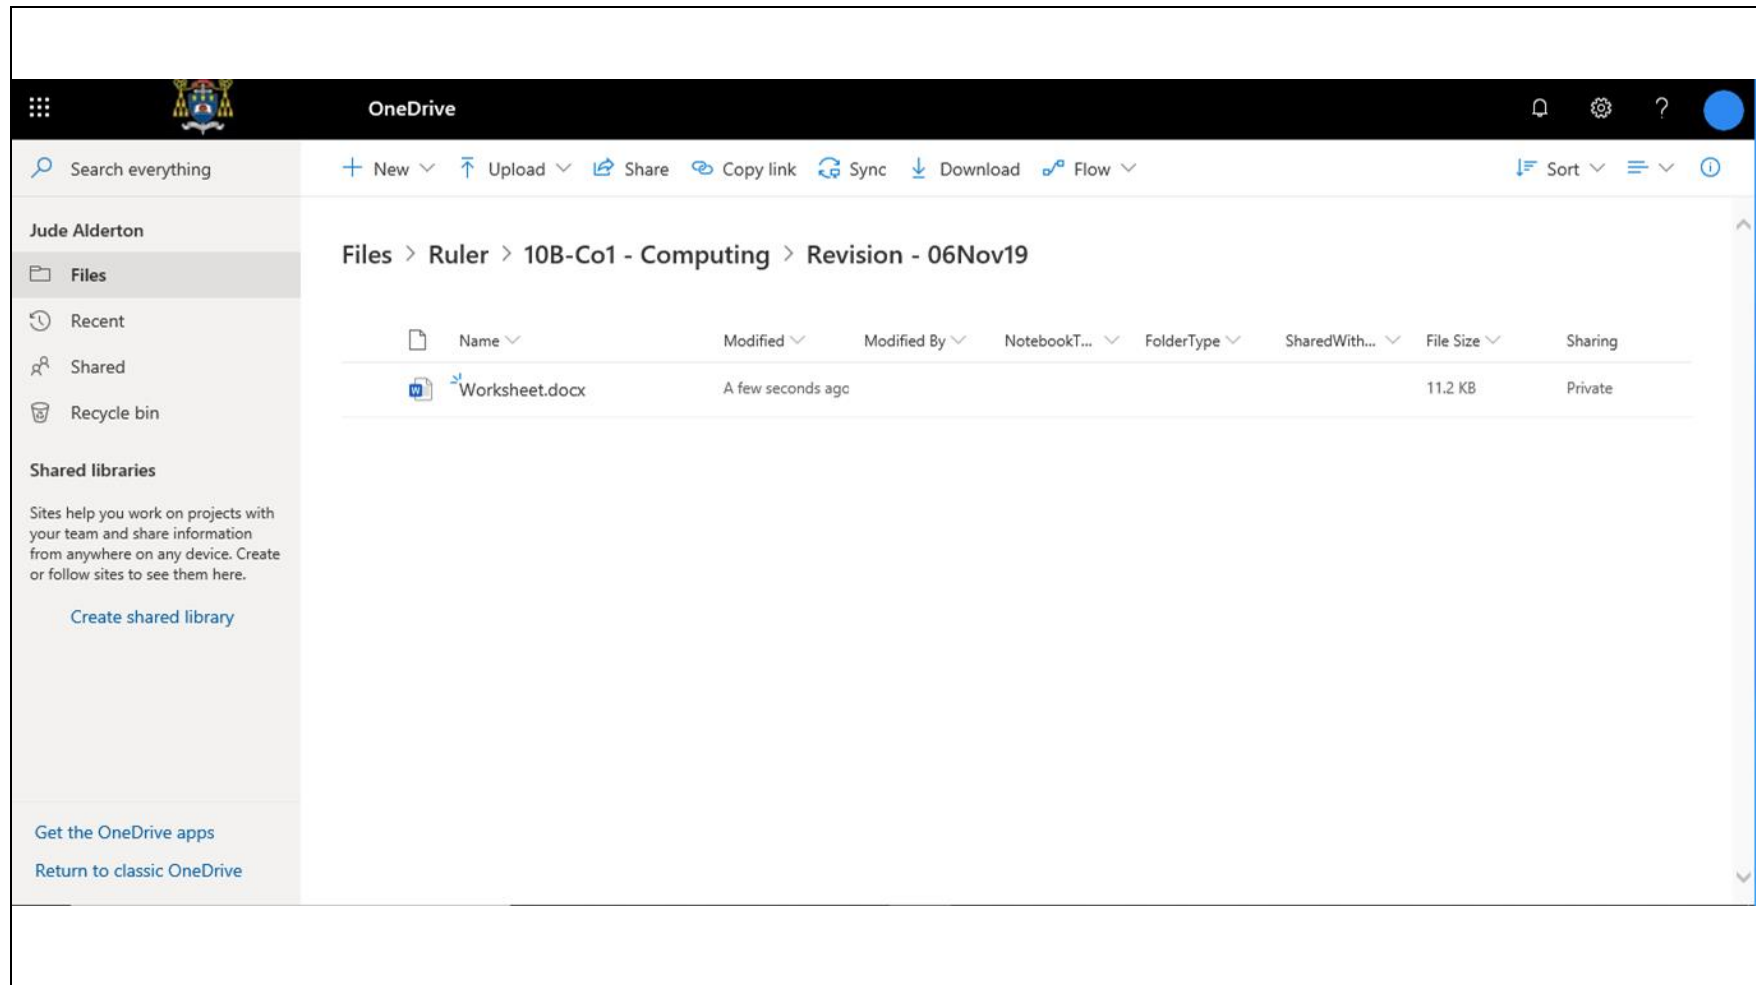 OneDrive
?
Search everything
New Upload Share Copy link Sync Download Flow
Sort
Jude Alderton
Files
Recent
Shared
Recycle bin
Shared libraries
Sites help you work on projects with
your team and share information
from anywhere on any device. Create
or follow sites to see them here.
Create shared library
Get the OneDrive apps
Return to classic OneDrive
Files > Ruler > 10B-Co1 - Computing > Revision - 06Nov19
Name Modified Modified By NotebookT... FolderType SharedWith... File Size Sharing
Worksheet.docx A few seconds ago 11.2 KB Private